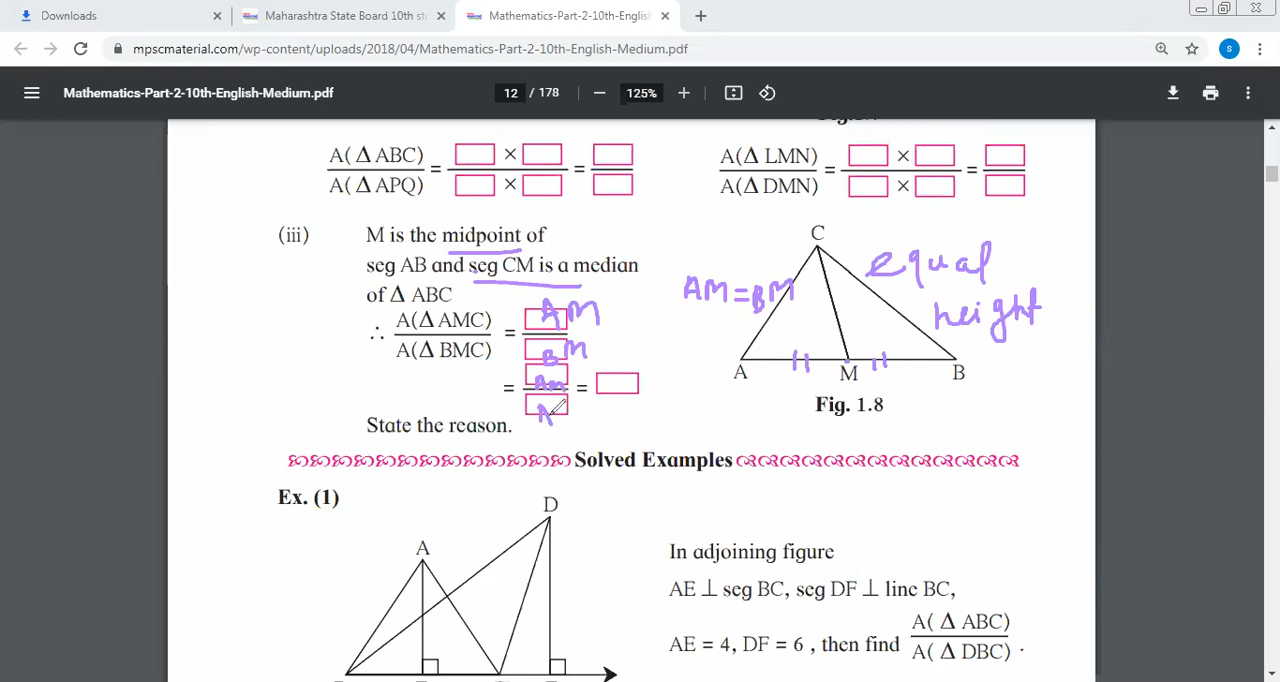 Downloads
Maharashtra State Board 10th st
Mathematics-Part-2-10th-Englis
mpscmaterial.com/wp-content/uploads/2018/04/Mathematics-Part-2-10th-English-Medium.pdf
S
Mathematics-Part-2-10th-English-Medium.pdf
12 / 178
125%
A(Δ ABC) / A(Δ APQ) = □ × □ / □ × □ = □ / □
A(Δ LMN) / A(Δ DMN) = □ × □ / □ × □ = □ / □
(iii) M is the midpoint of
seg AB and seg CM is a median
of Δ ABC
∴ A(Δ AMC) / A(Δ BMC) = AM / BM
= Am / A = □
State the reason.
C
equal
height
AM = BM
A M B
Fig. 1.8
Solved Examples
Ex. (1)
D
A
In adjoining figure
AE ⊥ seg BC, seg DF ⊥ line BC,
AE = 4, DF = 6 , then find A(Δ ABC) / A(Δ DBC) .